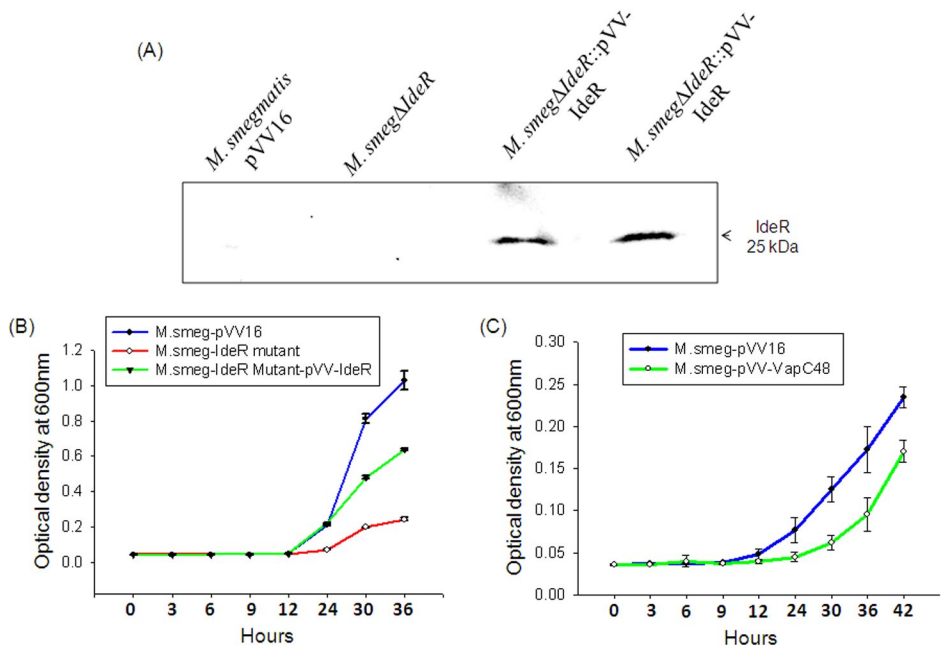 (A)
M. smegmatis
pVV16
M. smegΔIdeR
M. smegΔIdeR::pVV-
IdeR
M. smegΔIdeR::pVV-
IdeR
IdeR
25 kDa
(B)
M.smeg-pVV16
M.smeg-IdeR mutant
M.smeg-IdeR Mutant-pVV-IdeR
Optical density at 600nm
1.2
1.0
0.8
0.6
0.4
0.2
0.0
0 3 6 9 12 24 30 36
Hours
(C)
M.smeg-pVV16
M.smeg-pVV-VapC48
Optical density at 600nm
0.30
0.25
0.20
0.15
0.10
0.05
0.00
0 3 6 9 12 24 30 36 42
Hours